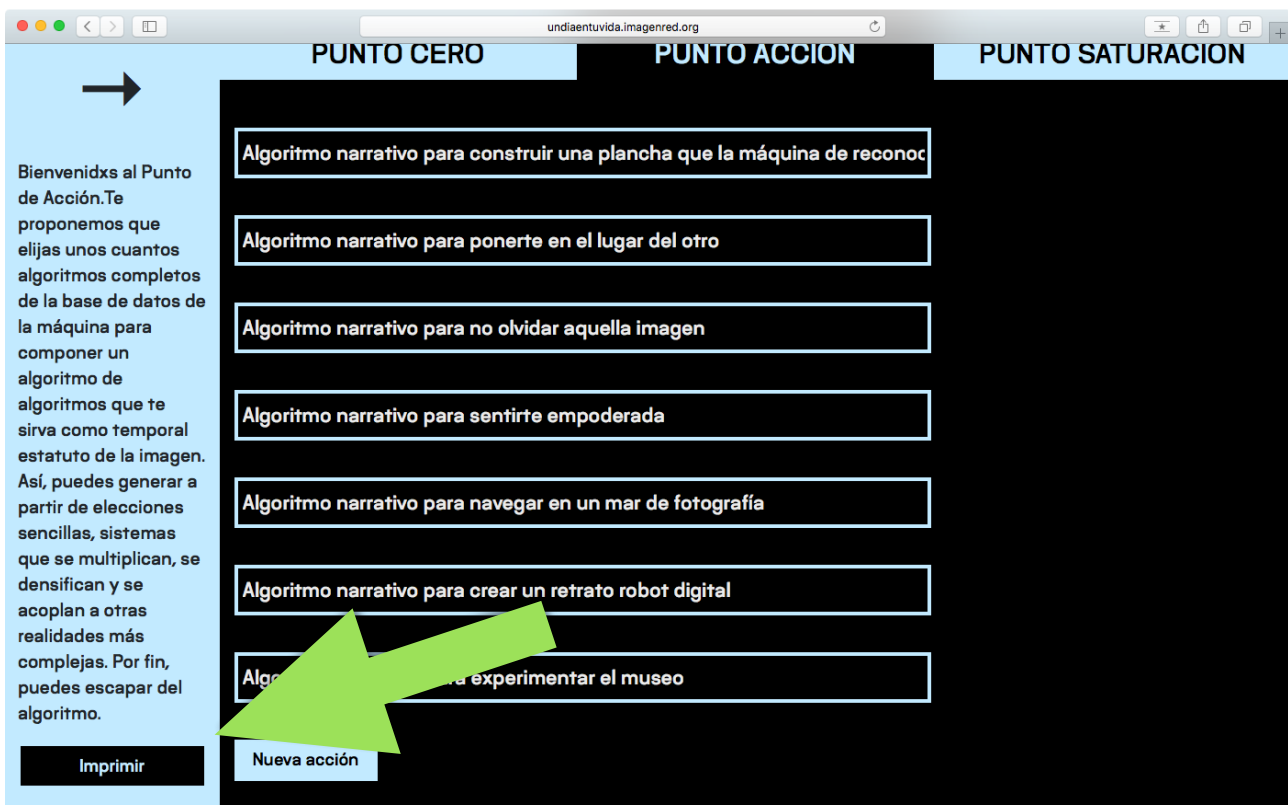 undiaentuvida.imagenred.org
PUNTO CERO
PUNTO ACCIÓN
PUNTO SATURACIÓN
Bienvenidxs al Punto
de Acción.Te
proponemos que
elijas unos cuantos
algoritmos completos
de la base de datos de
la máquina para
componer un
algoritmo de
algoritmos que te
sirva como temporal
estatuto de la imagen.
Así, puedes generar a
partir de elecciones
sencillas, sistemas
que se multiplican, se
densifican y se
acoplan a otras
realidades más
complejas. Por fin,
puedes escapar del
algoritmo.
Imprimir
Algoritmo narrativo para construir una plancha que la máquina de reconoc
Algoritmo narrativo para ponerte en el lugar del otro
Algoritmo narrativo para no olvidar aquella imagen
Algoritmo narrativo para sentirte empoderada
Algoritmo narrativo para navegar en un mar de fotografía
Algoritmo narrativo para crear un retrato robot digital
experimentar el museo
Nueva acción